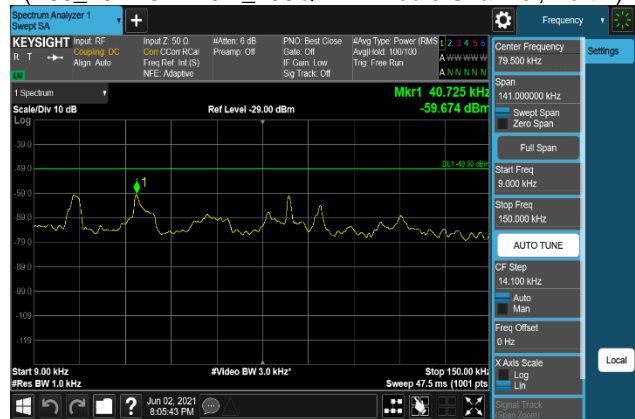 Spectrum Analyzer 1
Swept SA
Frequency
KEYSIGHT
R T
Input: RF
Coupling: DC
Align: Auto
Input Z: 50 Ω
Corr CCorr RCal
Freq Ref: Int (S)
NFE: Adaptive
#Atten: 6 dB
Preamp: Off
PNO: Best Close
Gate: Off
IF Gain: Low
Sig Track: Off
#Avg Type: Power (RMS
Avg|Hold: 100/100
Trig: Free Run
1 2 3 4 5 6
A W W W W W
A N N N N N
1 Spectrum
Mkr1 40.725 kHz
-59.674 dBm
Scale/Div 10 dB
Ref Level -29.00 dBm
Log
-39.0
-49.0
DL1 -49.00 dBm
1
-59.0
-69.0
-79.0
-89.0
-99.0
-109
-119
Start 9.00 kHz
#Video BW 3.0 kHz*
Stop 150.00 kHz
#Res BW 1.0 kHz
Sweep 47.5 ms (1001 pts
Center Frequency
79.500 kHz
Settings
Span
141.000000 kHz
Swept Span
Zero Span
Full Span
Start Freq
9.000 kHz
Stop Freq
150.000 kHz
AUTO TUNE
CF Step
14.100 kHz
Auto
Man
Freq Offset
0 Hz
X Axis Scale
Log
Lin
Local
Signal Track
(Span Zoom)
?
Jun 02, 2021
8:05:43 PM